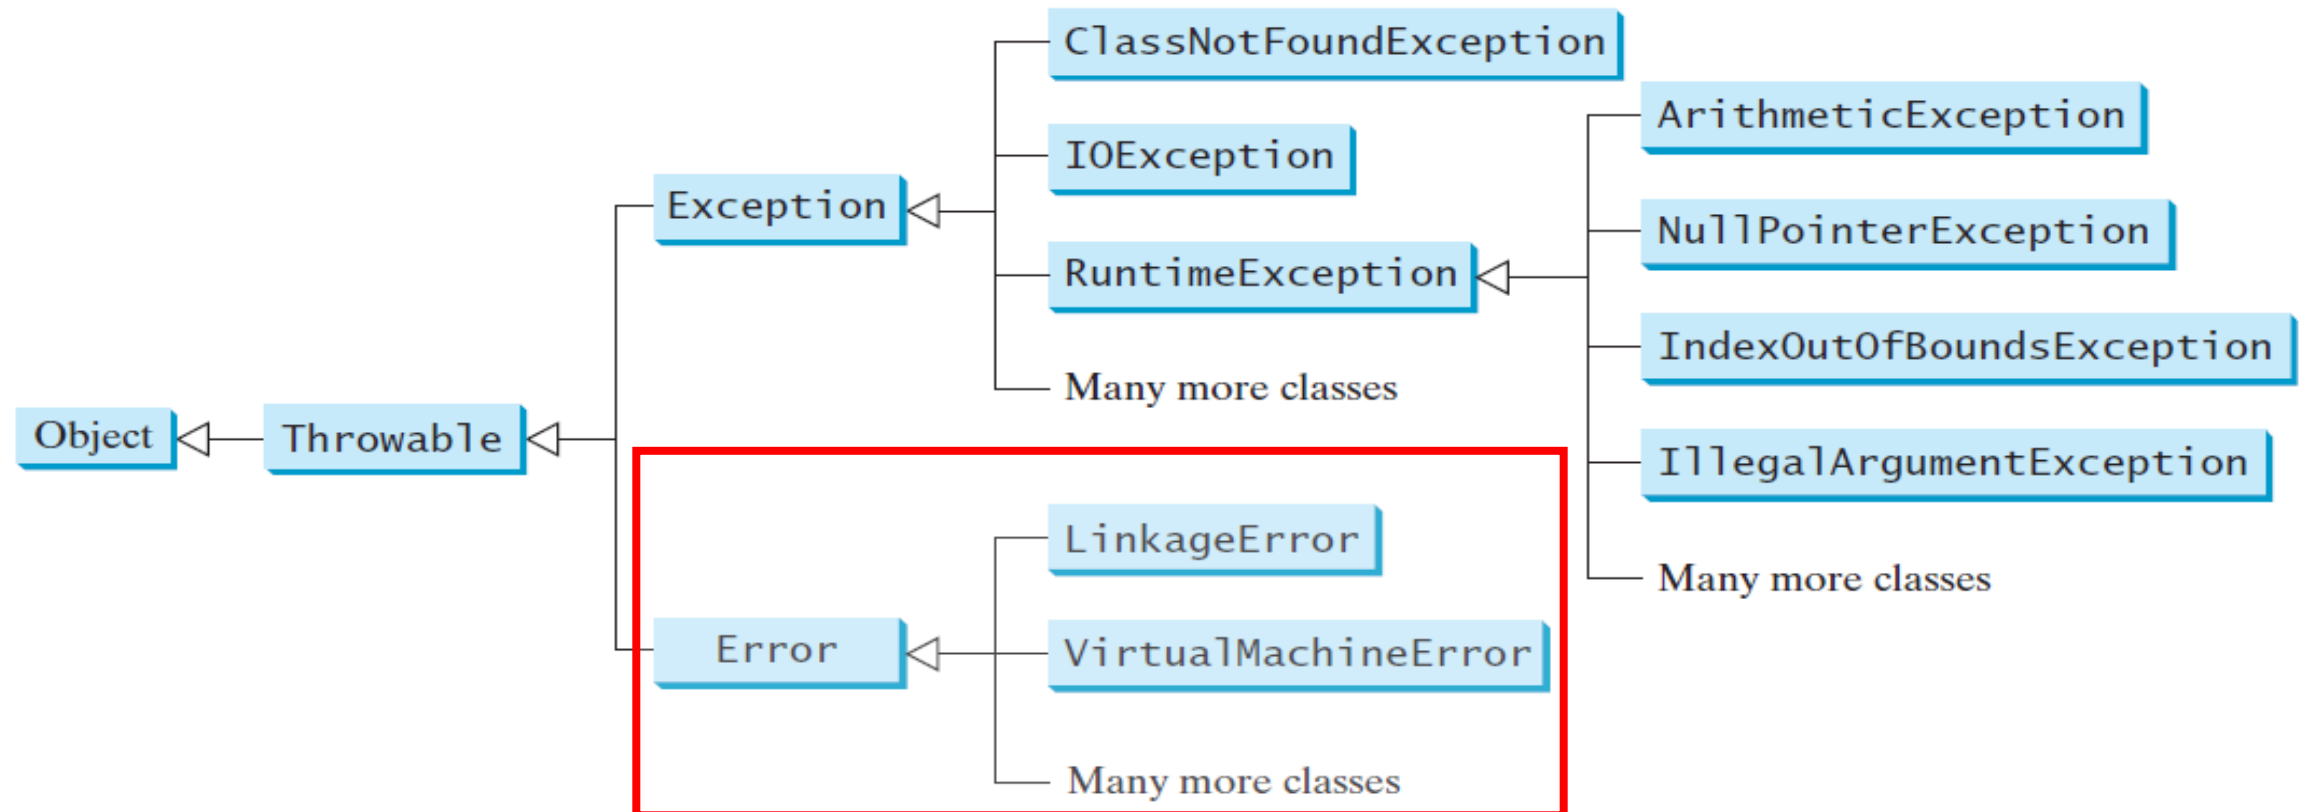 ClassNotFoundException
ArithmeticException
IOException
Exception
NullPointerException
RuntimeException
IndexOutOfBoundsException
Many more classes
Object
Throwable
IllegalArgumentException
LinkageError
Many more classes
Error
VirtualMachineError
Many more classes